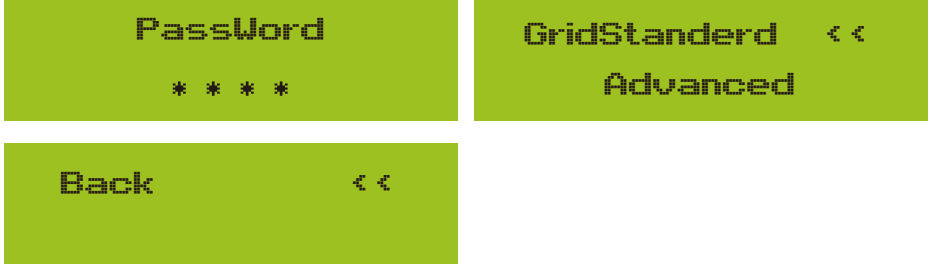 PassWord
* * * *
GridStanderd <<
Advanced
Back <<